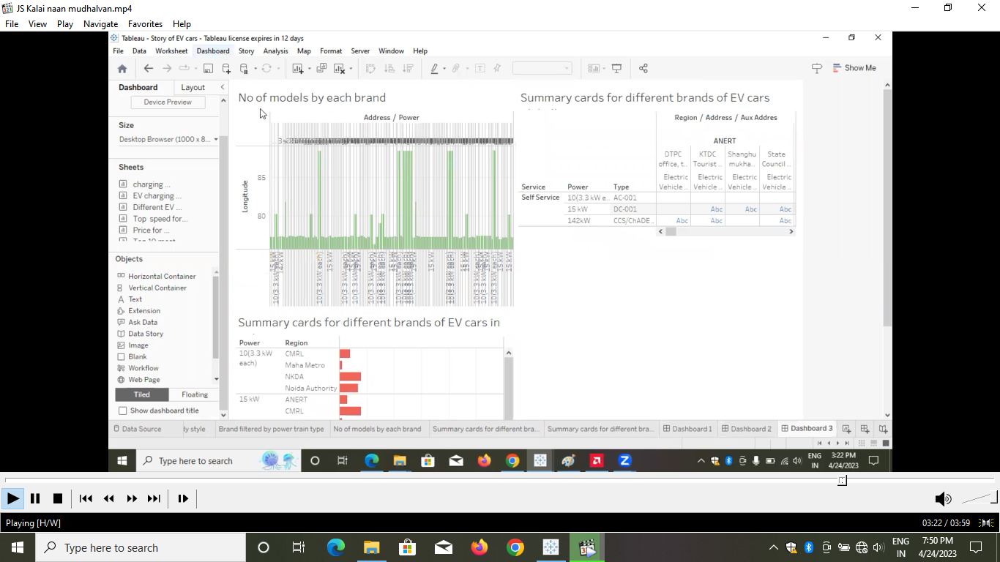 JS Kalai naan mudhalvan.mp4
File View Play Navigate Favorites Help
Tableau - Story of EV cars - Tableau license expires in 12 days
File Data Worksheet Dashboard Story Analysis Map Format Server Window Help
Show Me
Dashboard Layout
Device Preview
Size
Desktop Browser (1000 x 8...
Sheets
charging ...
EV charging ...
Different EV ...
Top speed for...
Price for ...
Objects
Horizontal Container
Vertical Container
Text
Extension
Ask Data
Data Story
Image
Blank
Workflow
Web Page
Tiled Floating
Show dashboard title
No of models by each brand
Address / Power
Longitude
85
80
15 kW
142kW
10(3.3 kW each)
Summary cards for different brands of EV cars
Region / Address / Aux Addres
ANERT
DTPC office, t.. KTDC Tourist .. Shanghu mukha.. State Council ..
Electric Vehicle .. Electric Vehicle .. Electric Vehicle .. Electric Vehicle ..
Service Power Type
Self Service 10(3.3 kW e.. AC-001
15 kW DC-001 Abc Abc Abc
142kW CCS/ChADE.. Abc Abc Abc
Summary cards for different brands of EV cars in
Power Region
10(3.3 kW each) CMRL
Maha Metro
NKDA
Noida Authority
15 kW ANERT
CMRL
Data Source ly style Brand filtered by power train type No of models by each brand Summary cards for different bra... Summary cards for different bra... Dashboard 1 Dashboard 2 Dashboard 3
Type here to search
ENG IN
3:22 PM
4/24/2023
Playing [H/W]
03:22 / 03:59
Type here to search
ENG IN
7:50 PM
4/24/2023